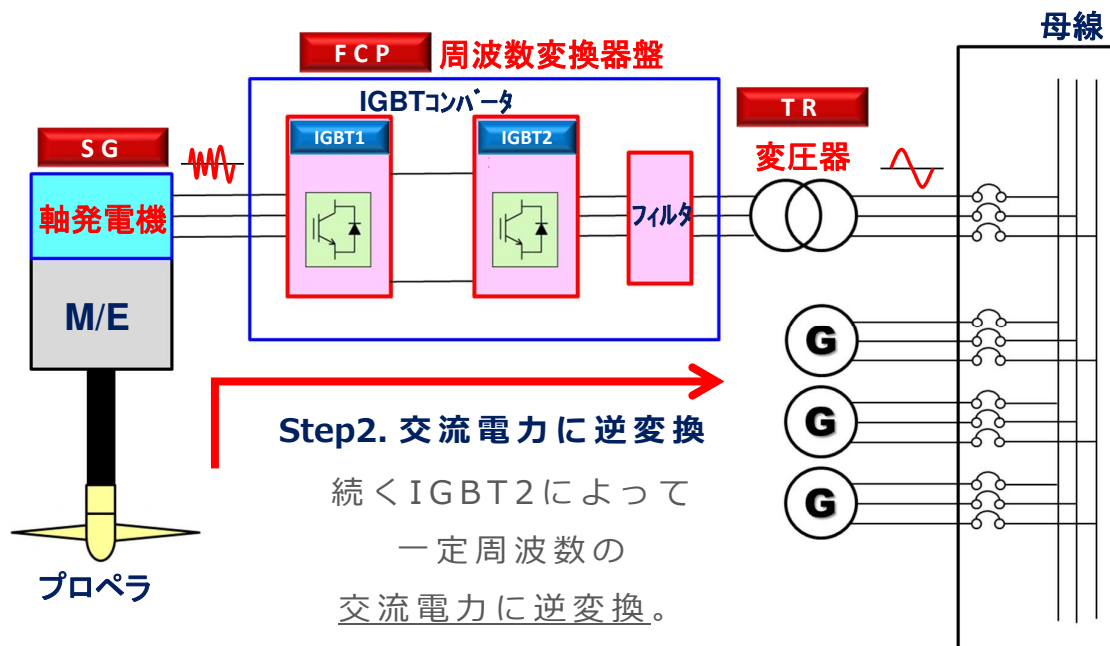 母線
FCP 周波数変換器盤
IGBTコンバータ
TR
IGBT1
IGBT2
SG
変圧器
軸発電機
フィルタ
M/E
G
Step2. 交流電力に逆変換
G
続くIGBT2によって
G
一定周波数の
プロペラ
交流電力に逆変換。